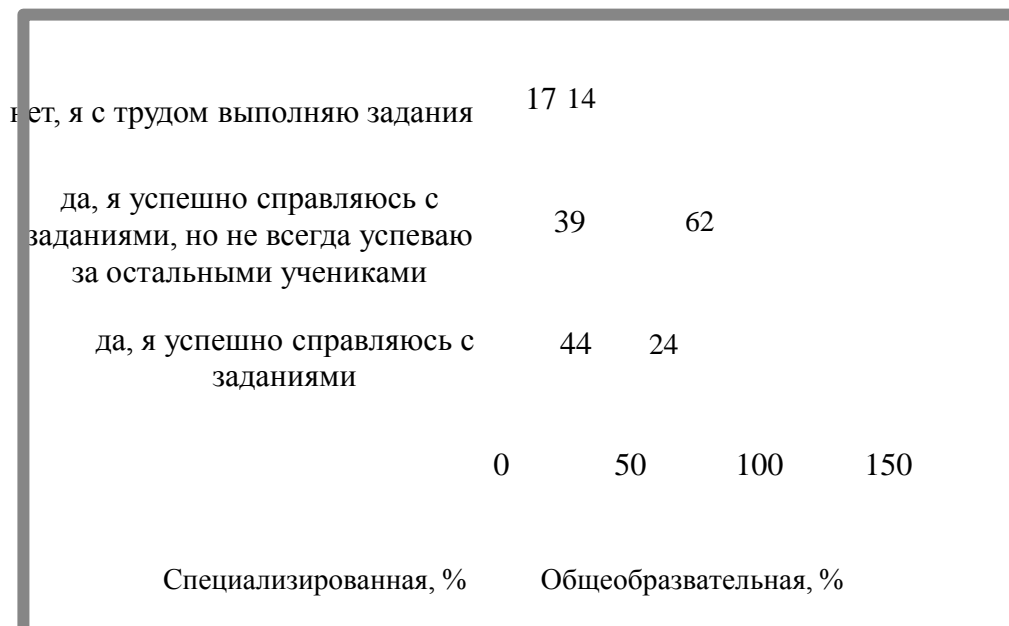 нет, я с трудом выполняю задания
17 14
да, я успешно справляюсь с
заданиями, но не всегда успеваю
за остальными учениками
39 62
да, я успешно справляюсь с
заданиями
44 24
0 50 100 150
Специализированная, % Общеобразвательная, %